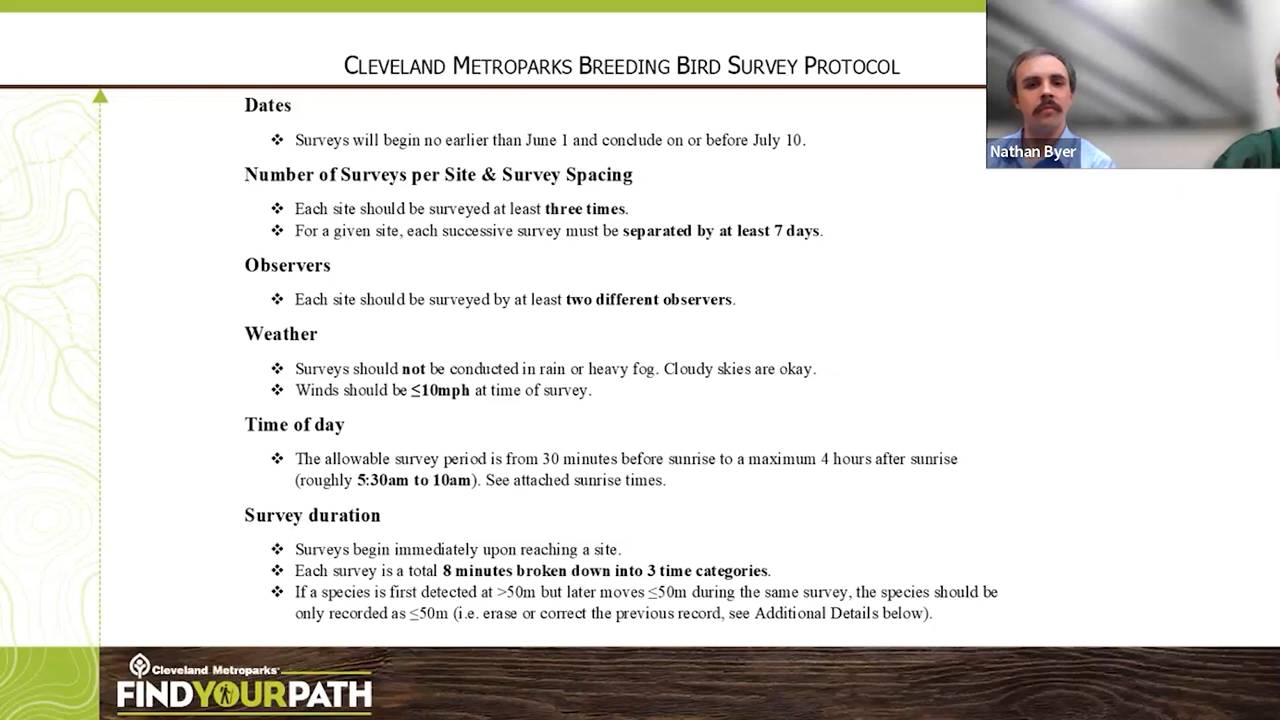 CLEVELAND METROPARKS BREEDING BIRD SURVEY PROTOCOL
Nathan Byer
Dates
❖ Surveys will begin no earlier than June 1 and conclude on or before July 10.
Number of Surveys per Site & Survey Spacing
❖ Each site should be surveyed at least three times.
❖ For a given site, each successive survey must be separated by at least 7 days.
Observers
❖ Each site should be surveyed by at least two different observers.
Weather
❖ Surveys should not be conducted in rain or heavy fog. Cloudy skies are okay.
❖ Winds should be ≤10mph at time of survey.
Time of day
❖ The allowable survey period is from 30 minutes before sunrise to a maximum 4 hours after sunrise
(roughly 5:30am to 10am). See attached sunrise times.
Survey duration
❖ Surveys begin immediately upon reaching a site.
❖ Each survey is a total 8 minutes broken down into 3 time categories.
❖ If a species is first detected at >50m but later moves ≤50m during the same survey, the species should be
only recorded as ≤50m (i.e. erase or correct the previous record, see Additional Details below).
Cleveland Metroparks
FINDYOURPATH